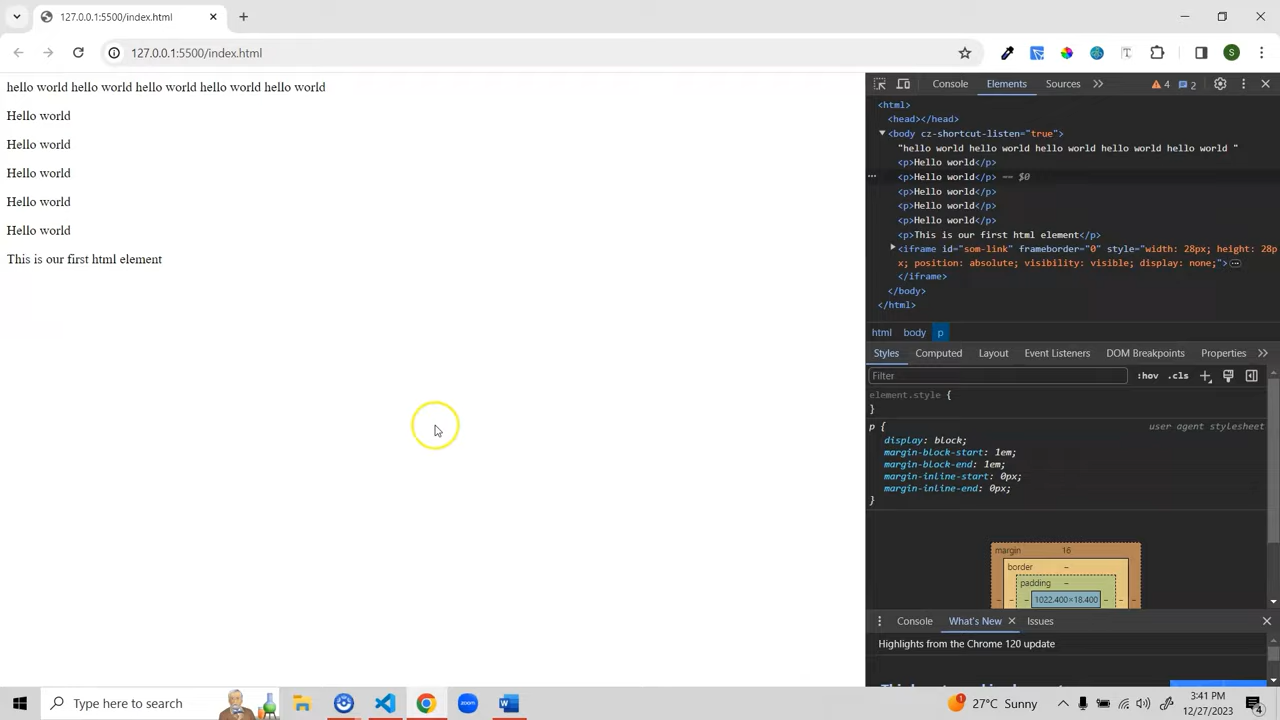 127.0.0.1:5500/index.html
127.0.0.1:5500/index.html
S
hello world hello world hello world hello world hello world
Hello world
Hello world
Hello world
Hello world
Hello world
This is our first html element
Console Elements Sources 4 2
<html>
<head></head>
<body cz-shortcut-listen="true">
"hello world hello world hello world hello world hello world "
<p>Hello world</p>
<p>Hello world</p> == $0
<p>Hello world</p>
<p>Hello world</p>
<p>Hello world</p>
<p>This is our first html element</p>
<iframe id="som-link" frameborder="0" style="width: 28px; height: 28p
x; position: absolute; visibility: visible; display: none;">
</iframe>
</body>
</html>
html body p
Styles Computed Layout Event Listeners DOM Breakpoints Properties
Filter :hov .cls
element.style {
}
p { user agent stylesheet
display: block;
margin-block-start: 1em;
margin-block-end: 1em;
margin-inline-start: 0px;
margin-inline-end: 0px;
}
margin 16
border –
padding –
– – – 1022.400×18.400 – – –
Console What's New Issues
Highlights from the Chrome 120 update
Type here to search zoom 1 27°C Sunny 3:41 PM
12/27/2023 4